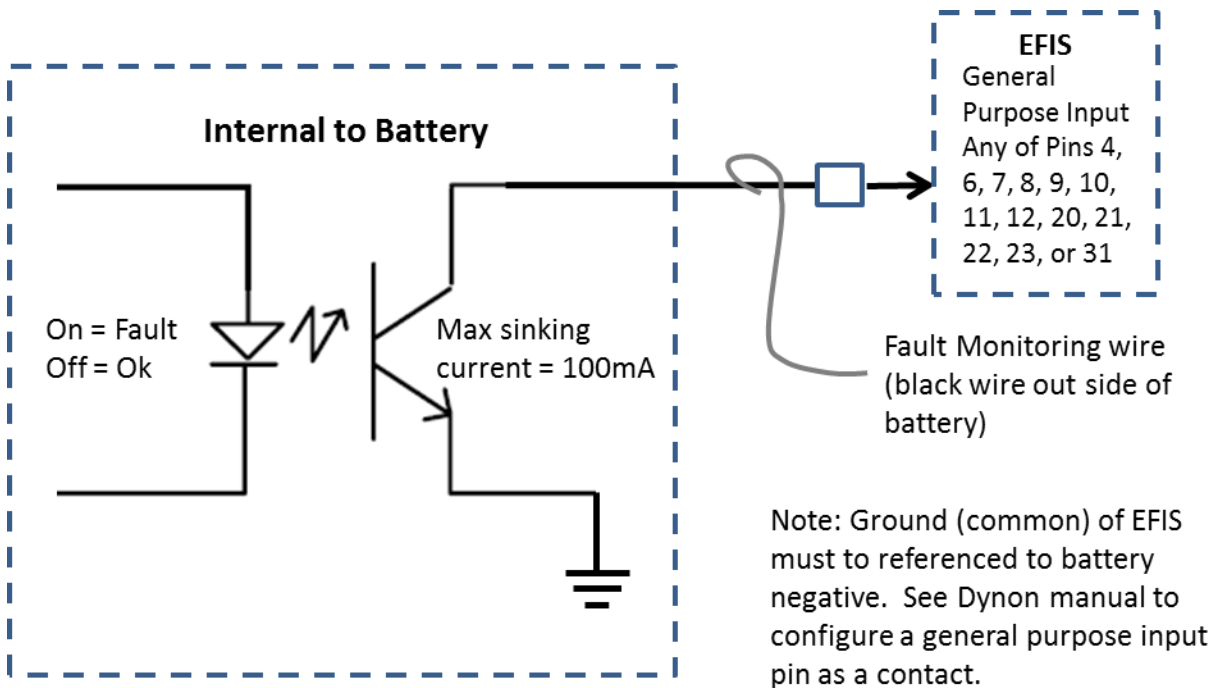 Internal to Battery
On = Fault
Off = Ok
Max sinking
current = 100mA
EFIS
General
Purpose Input
Any of Pins 4,
6, 7, 8, 9, 10,
11, 12, 20, 21,
22, 23, or 31
Fault Monitoring wire
(black wire out side of
battery)
Note: Ground (common) of EFIS
must to referenced to battery
negative.  See Dynon manual to
configure a general purpose input
pin as a contact.